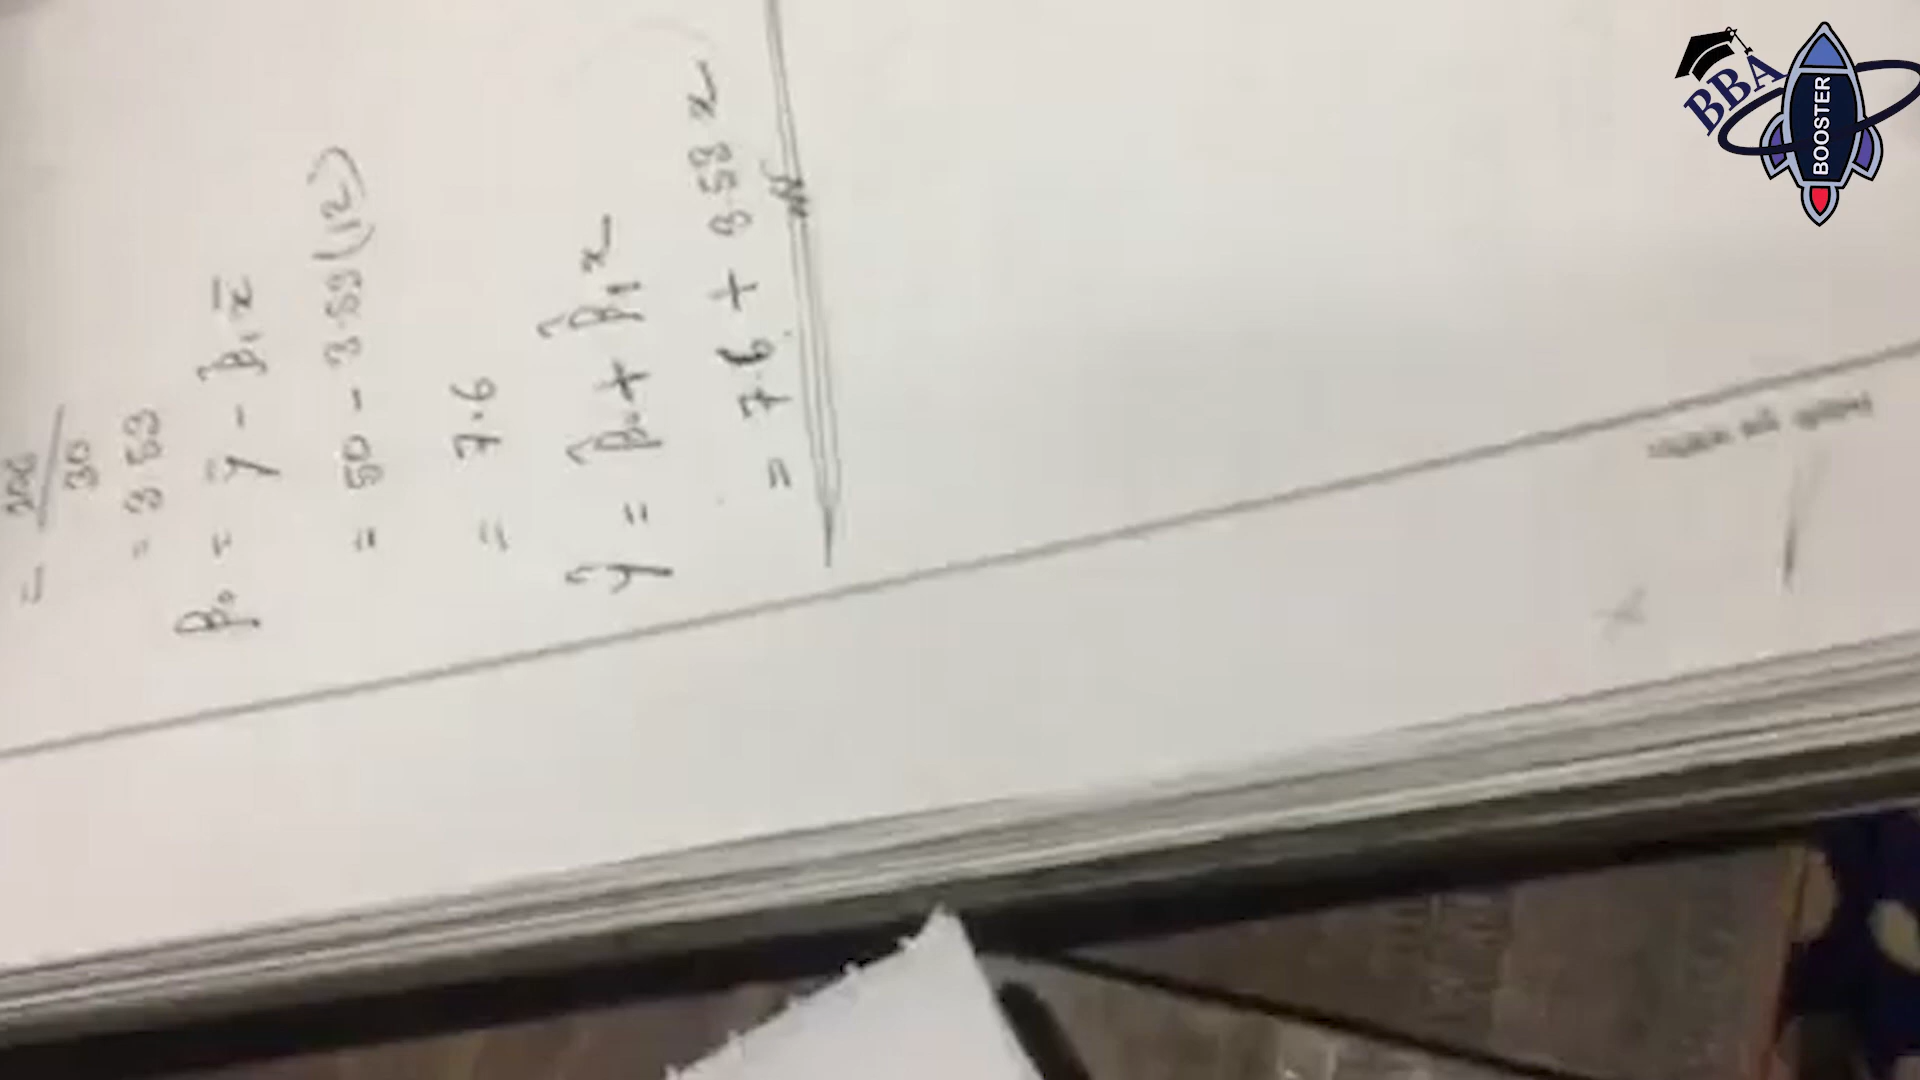 =
30
= 3.53
β̂₀ = ȳ - β̂₁x̄
= 50 - 3.53(12)
= 7.6
ŷ = β̂₀ + β̂₁x
= 7.6 + 3.53x
BBA
BOOSTER